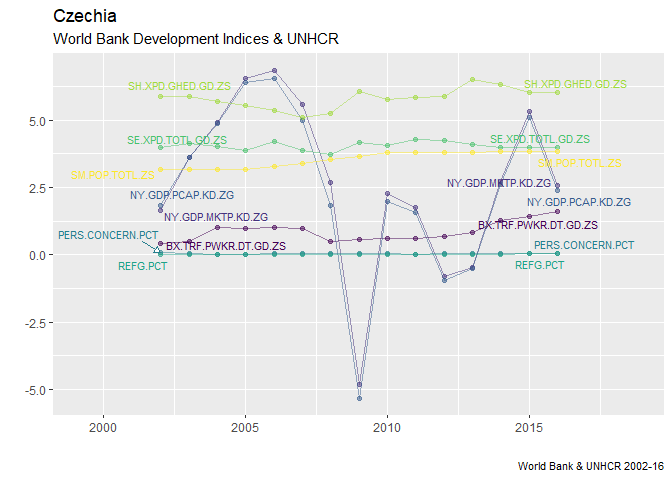 Czechia
World Bank Development Indices & UNHCR
SH.XPD.GHED.GD.ZS
SH.XPD.GHED.GD.ZS
5.0
SE.XPD.TOTL.GD.ZS
SE.XPD.TOTL.GD.ZS
SM.POP.TOTL.ZS
SM.POP.TOTL.ZS
2.5
NY.GDP.PCAP.KD.ZG
NY.GDP.MKTP.KD.ZG
NY.GDP.MKTP.KD.ZG
NY.GDP.PCAP.KD.ZG
PERS.CONCERN.PCT
BX.TRF.PWKR.DT.GD.ZS
BX.TRF.PWKR.DT.GD.ZS
PERS.CONCERN.PCT
0.0
REFG.PCT
REFG.PCT
-2.5
-5.0
2000
2005
2010
2015
World Bank & UNHCR 2002-16